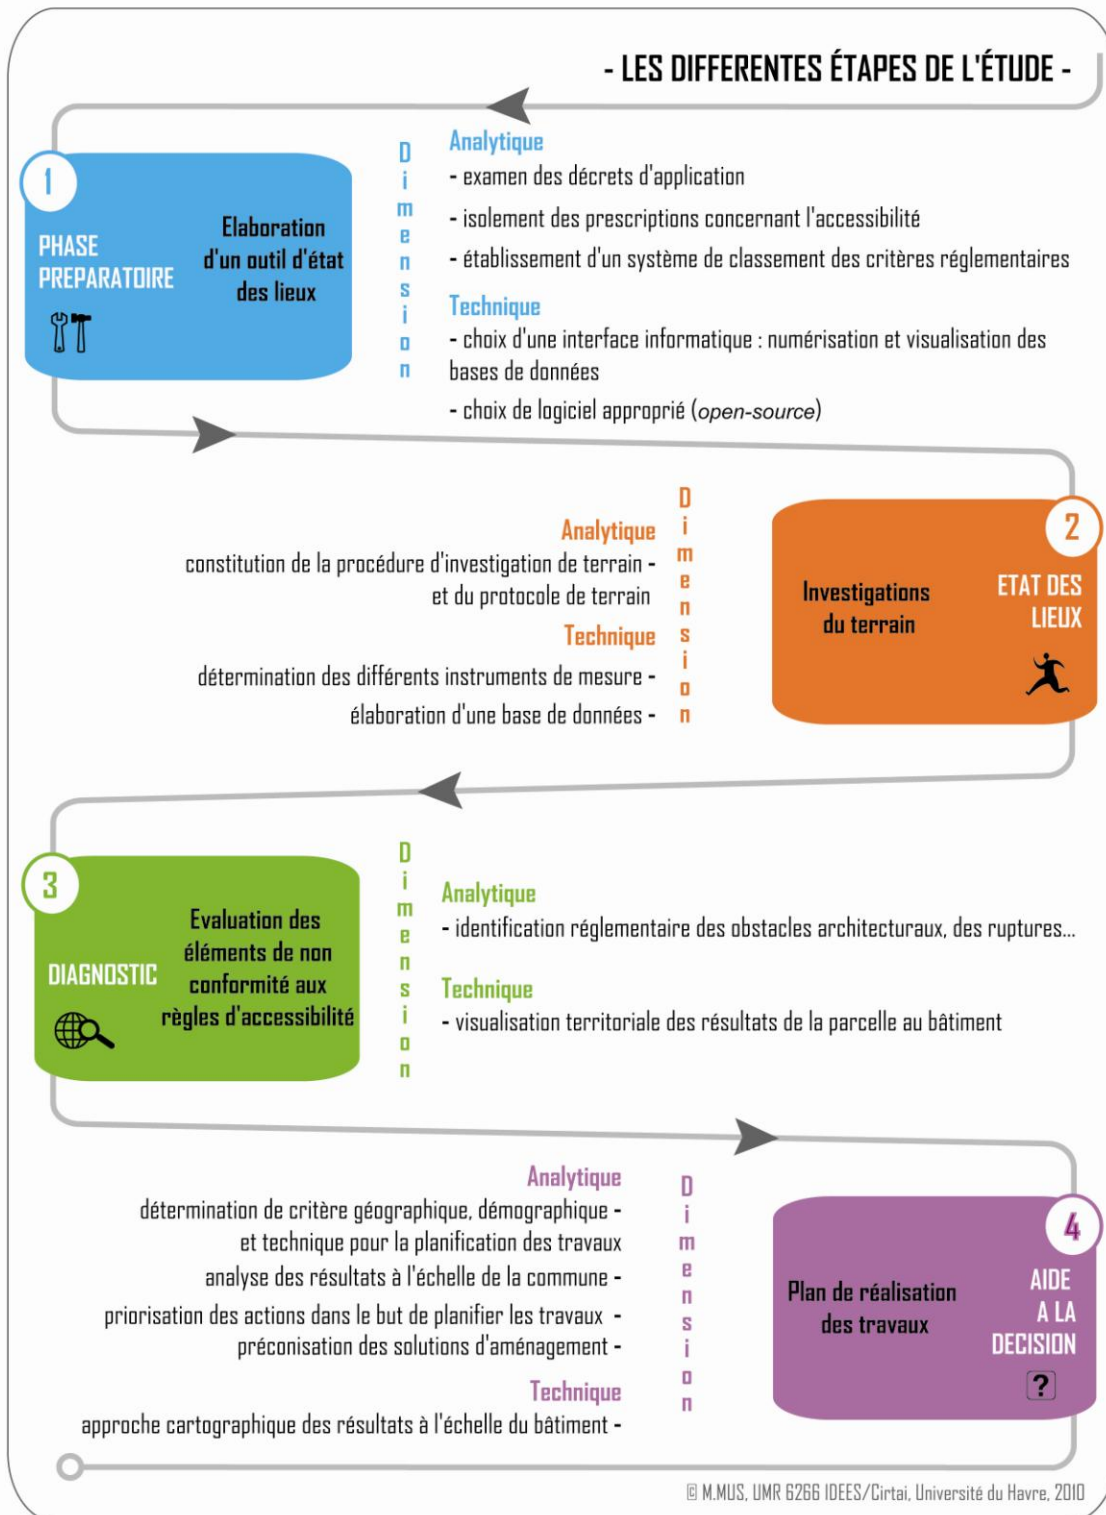 - LES DIFFERENTES ÉTAPES DE L'ÉTUDE -
1
PHASE
PREPARATOIRE
Elaboration
d'un outil d'état
des lieux
Dimension
Analytique
- examen des décrets d'application
- isolement des prescriptions concernant l'accessibilité
- établissement d'un système de classement des critères réglementaires
Technique
- choix d'une interface informatique : numérisation et visualisation des
bases de données
- choix de logiciel approprié (open-source)
2
ETAT DES
LIEUX
Investigations
du terrain
Dimension
Analytique
constitution de la procédure d'investigation de terrain -
et du protocole de terrain
Technique
détermination des différents instruments de mesure -
élaboration d'une base de données -
3
DIAGNOSTIC
Evaluation des
éléments de non
conformité aux
règles d'accessibilité
Dimension
Analytique
- identification réglementaire des obstacles architecturaux, des ruptures...
Technique
- visualisation territoriale des résultats de la parcelle au bâtiment
4
AIDE
A LA
DECISION
?
Plan de réalisation
des travaux
Dimension
Analytique
détermination de critère géographique, démographique -
et technique pour la planification des travaux
analyse des résultats à l'échelle de la commune -
priorisation des actions dans le but de planifier les travaux -
préconisation des solutions d'aménagement -
Technique
approche cartographique des résultats à l'échelle du bâtiment -
© M.MUS, UMR 6266 IDEES/Cirtai, Université du Havre, 2010